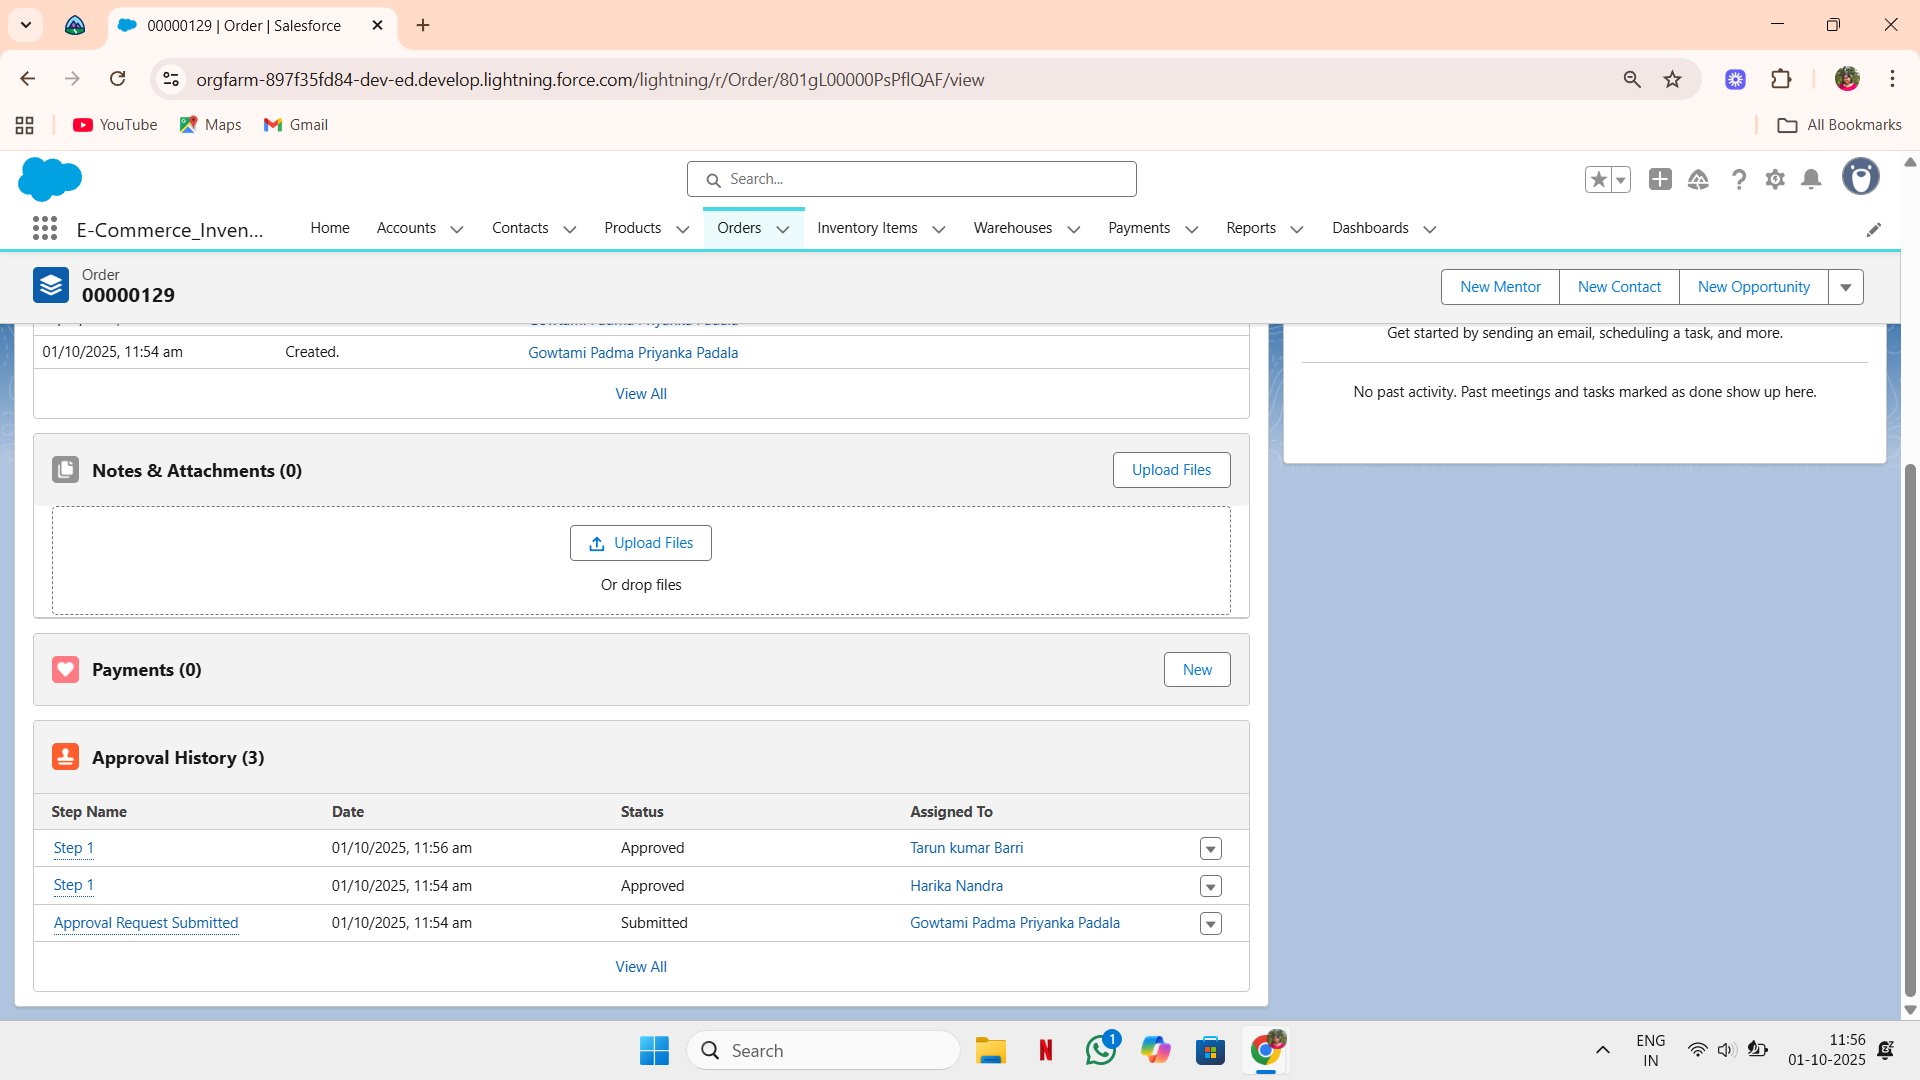 00000129 | Order | Salesforce
orgfarm-897f35fd84-dev-ed.develop.lightning.force.com/lightning/r/Order/801gL00000PsPflQAF/view
YouTube Maps Gmail All Bookmarks
Search...
E-Commerce_Inven... Home Accounts Contacts Products Orders Inventory Items Warehouses Payments Reports Dashboards
Order
00000129
New Mentor New Contact New Opportunity
Get started by sending an email, scheduling a task, and more.
01/10/2025, 11:54 am Created. Gowtami Padma Priyanka Padala
View All
No past activity. Past meetings and tasks marked as done show up here.
Notes & Attachments (0)
Upload Files
Upload Files
Or drop files
Payments (0)
New
Approval History (3)
Step Name Date Status Assigned To
Step 1 01/10/2025, 11:56 am Approved Tarun kumar Barri
Step 1 01/10/2025, 11:54 am Approved Harika Nandra
Approval Request Submitted 01/10/2025, 11:54 am Submitted Gowtami Padma Priyanka Padala
View All
Search
1
ENG
IN
11:56
01-10-2025